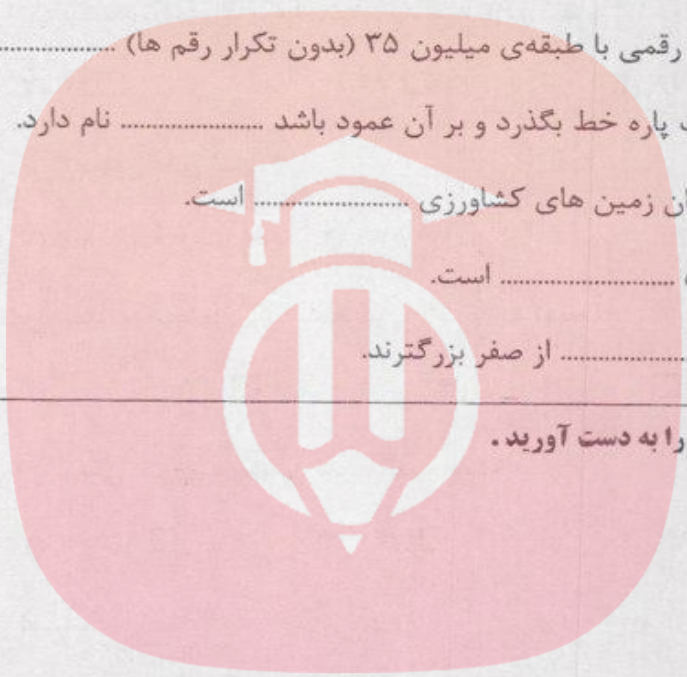 رقمی با طبقه‌ی میلیون ۳۵ (بدون تکرار رقم ها) ..................
پاره خط بگذرد و بر آن عمود باشد ...................... نام دارد.
زمین های کشاورزی ........................ است.
........................... است.
.................... از صفر بزرگترند.
را به دست آورید .